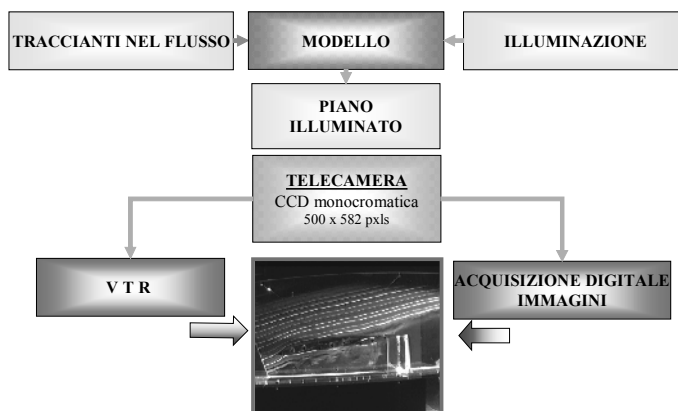 TRACCIANTI NEL FLUSSO
MODELLO
ILLUMINAZIONE
PIANO
ILLUMINATO
TELECAMERA
CCD monocromatica
500 x 582 pxls
V T R
ACQUISIZIONE DIGITALE
IMMAGINI